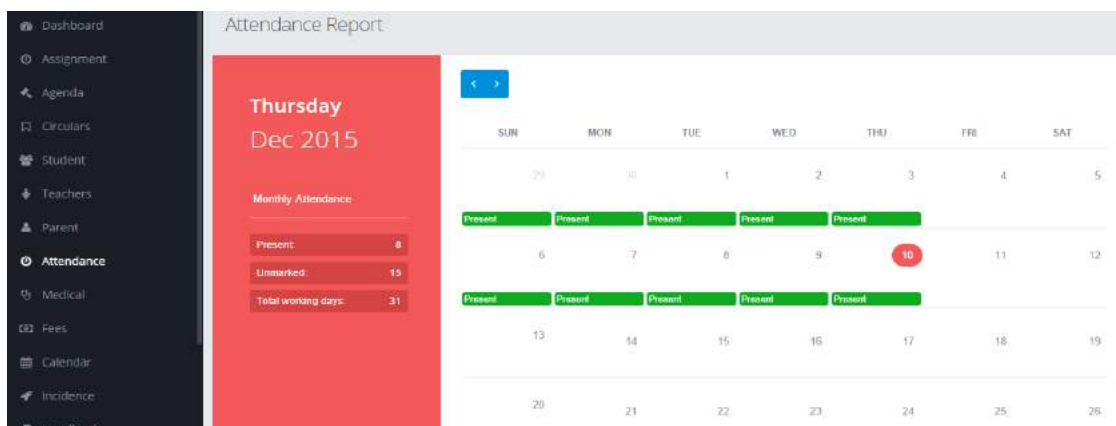 Dashboard
Assignment
Agenda
Circulars
Student
Teachers
Parent
Attendance
Medical
Fees
Calendar
Incidence
Attendance Report
Thursday
Dec 2015
Monthly Attendance
Present: 8
Unmarked: 15
Total working days: 31
SUN MON TUE WED THU FRI SAT
29 30 1 2 3 4 5
Present Present Present Present Present
6 7 8 9 10 11 12
Present Present Present Present Present
13 14 15 16 17 18 19
20 21 22 23 24 25 26